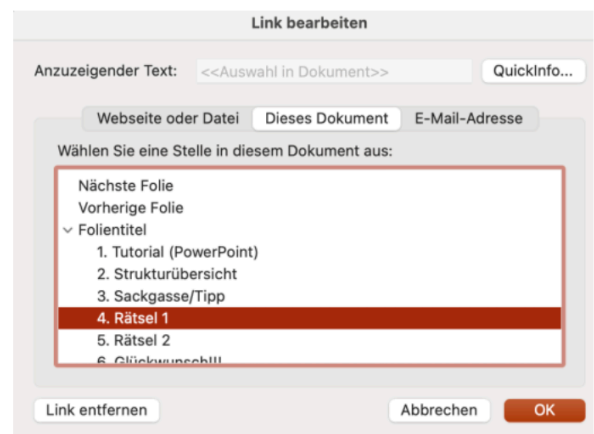 Link bearbeiten
Anzuzeigender Text: <<Auswahl in Dokument>> QuickInfo...
Webseite oder Datei Dieses Dokument E-Mail-Adresse
Wählen Sie eine Stelle in diesem Dokument aus:
Nächste Folie
Vorherige Folie
Folientitel
1. Tutorial (PowerPoint)
2. Strukturübersicht
3. Sackgasse/Tipp
4. Rätsel 1
5. Rätsel 2
6. Glückwunsch!!!
Link entfernen Abbrechen OK